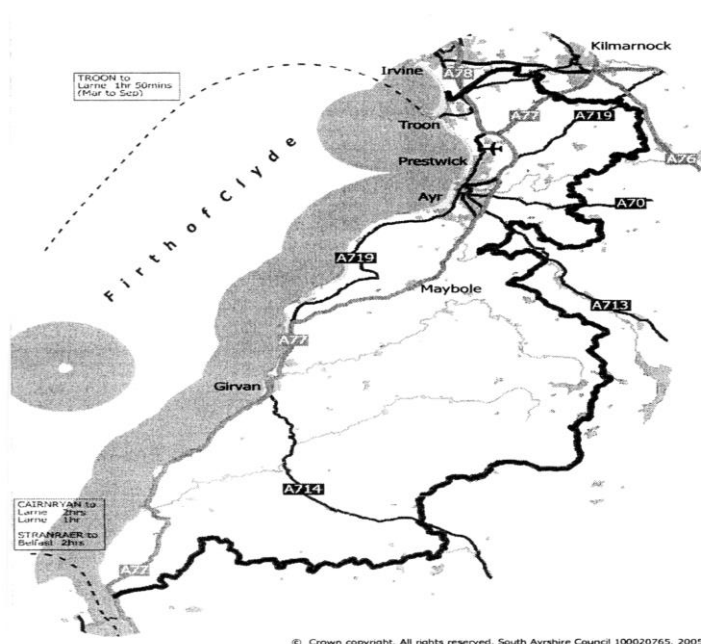 Kilmarnock
TROON to
Larne 1hr 50mins
(Mar to Sep)
Irvine
A78
Troon
A77
A719
Prestwick
A76
Ayr
A70
Firth of Clyde
A719
Maybole
A713
A77
Girvan
A714
CAIRNRYAN to
Larne 2hrs
Larne 1hr
STRANRAER to
Belfast 2hrs
A77
© Crown copyright. All rights reserved. South Ayrshire Council 100020765. 2005